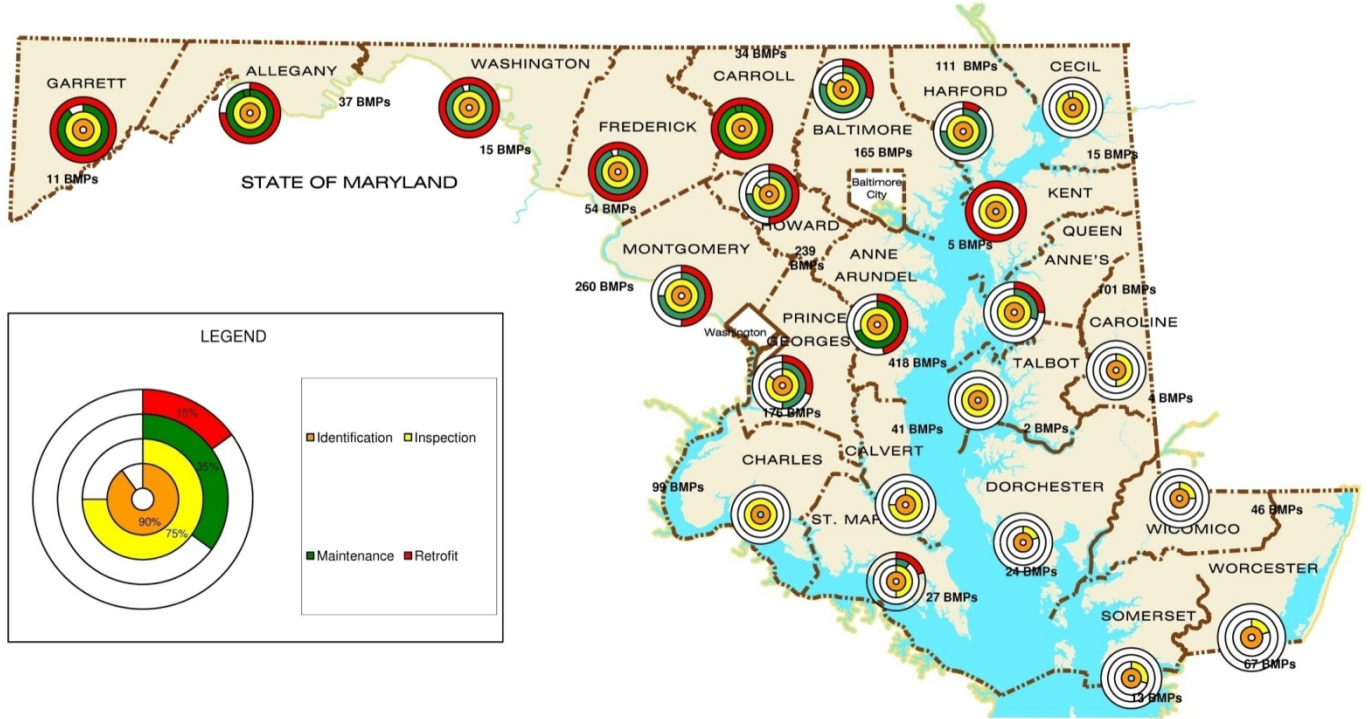 34 BMPs
GARRETT
ALLEGANY
WASHINGTON
CARROLL
111 BMPs
CECIL
HARFORD
37 BMPs
FREDERICK
BALTIMORE
15 BMPs
165 BMPs
15 BMPs
11 BMPs
STATE OF MARYLAND
Baltimore
City
KENT
54 BMPs
HOWARD
QUEEN
5 BMPs
MONTGOMERY
239
BMPs
ANNE
ARUNDEL
ANNE'S
260 BMPs
101 BMPs
PRINCE
GEORGES
Washington
CAROLINE
418 BMPs
TALBOT
176 BMPs
4 BMPs
41 BMPs
2 BMPs
CHARLES
CALVERT
99 BMPs
DORCHESTER
ST. MAR
46 BMPs
WICOMICO
24 BMPs
WORCESTER
27 BMPs
SOMERSET
67 BMPs
13 BMPs
LEGEND
15%
35%
90%
75%
Identification
Inspection
Maintenance
Retrofit